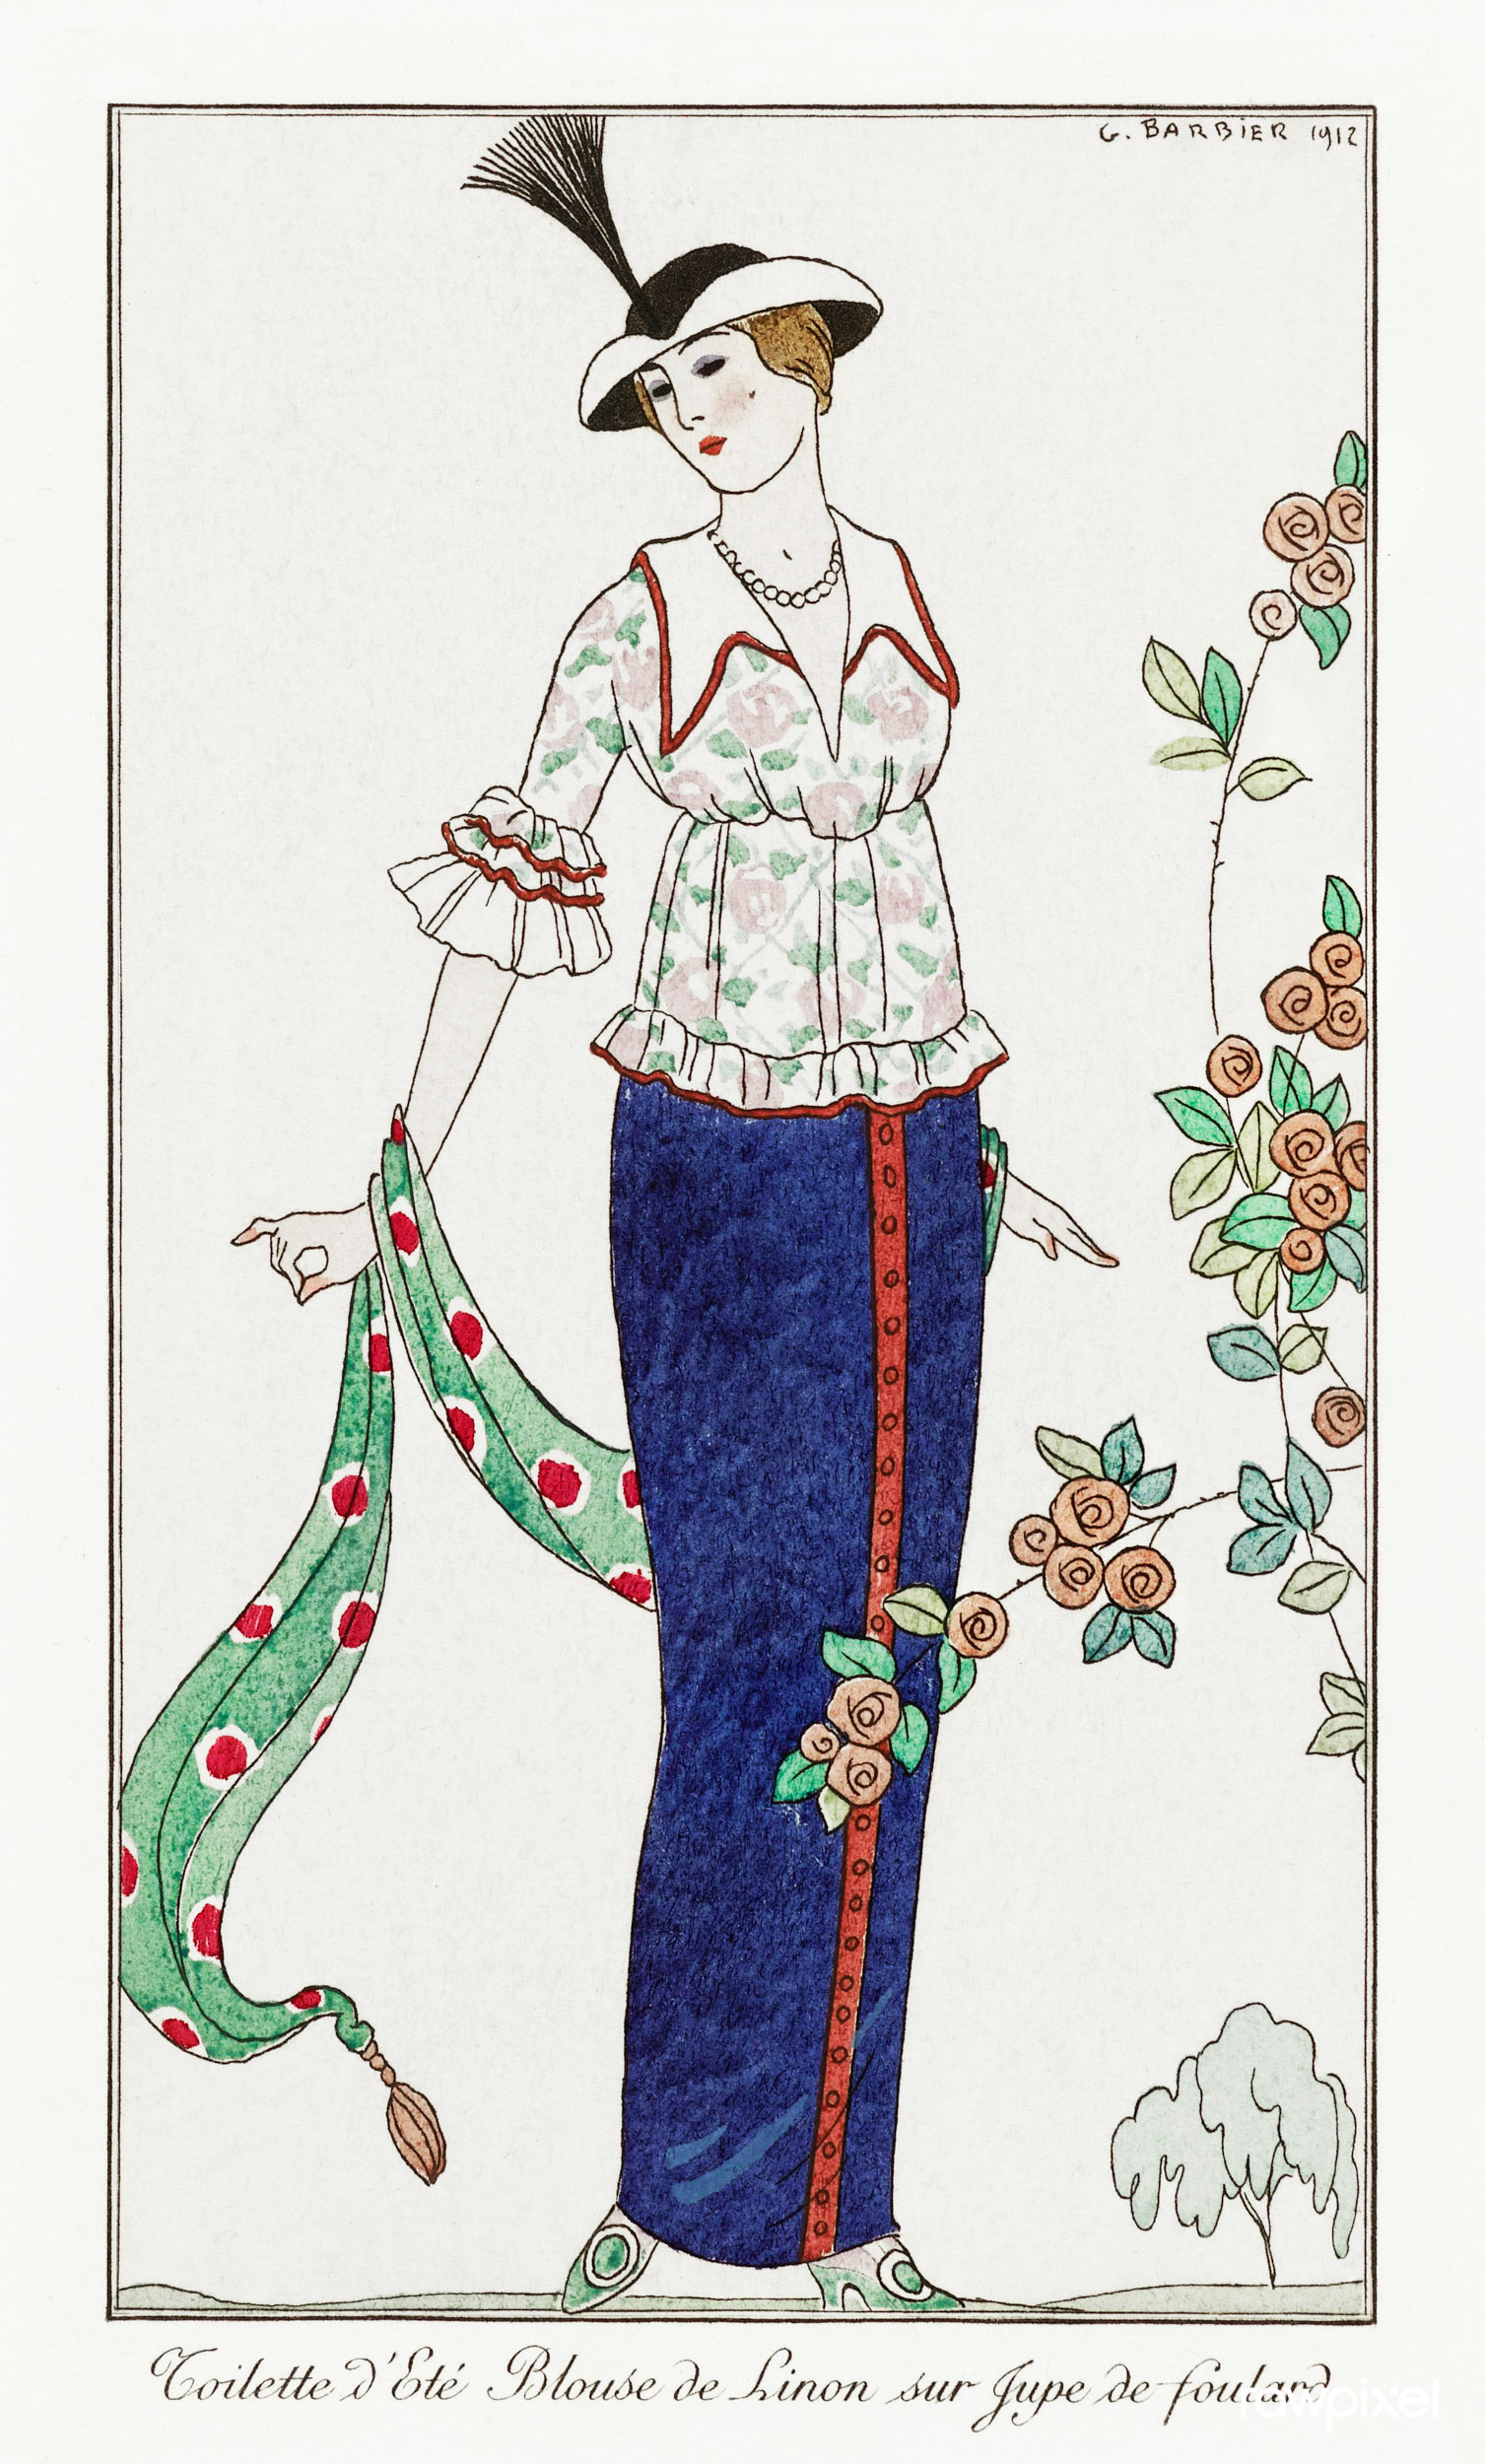 G. BARBIER 1912
Toilette d'Eté Blouse de Linon sur Jupe de foulard
rawpixel